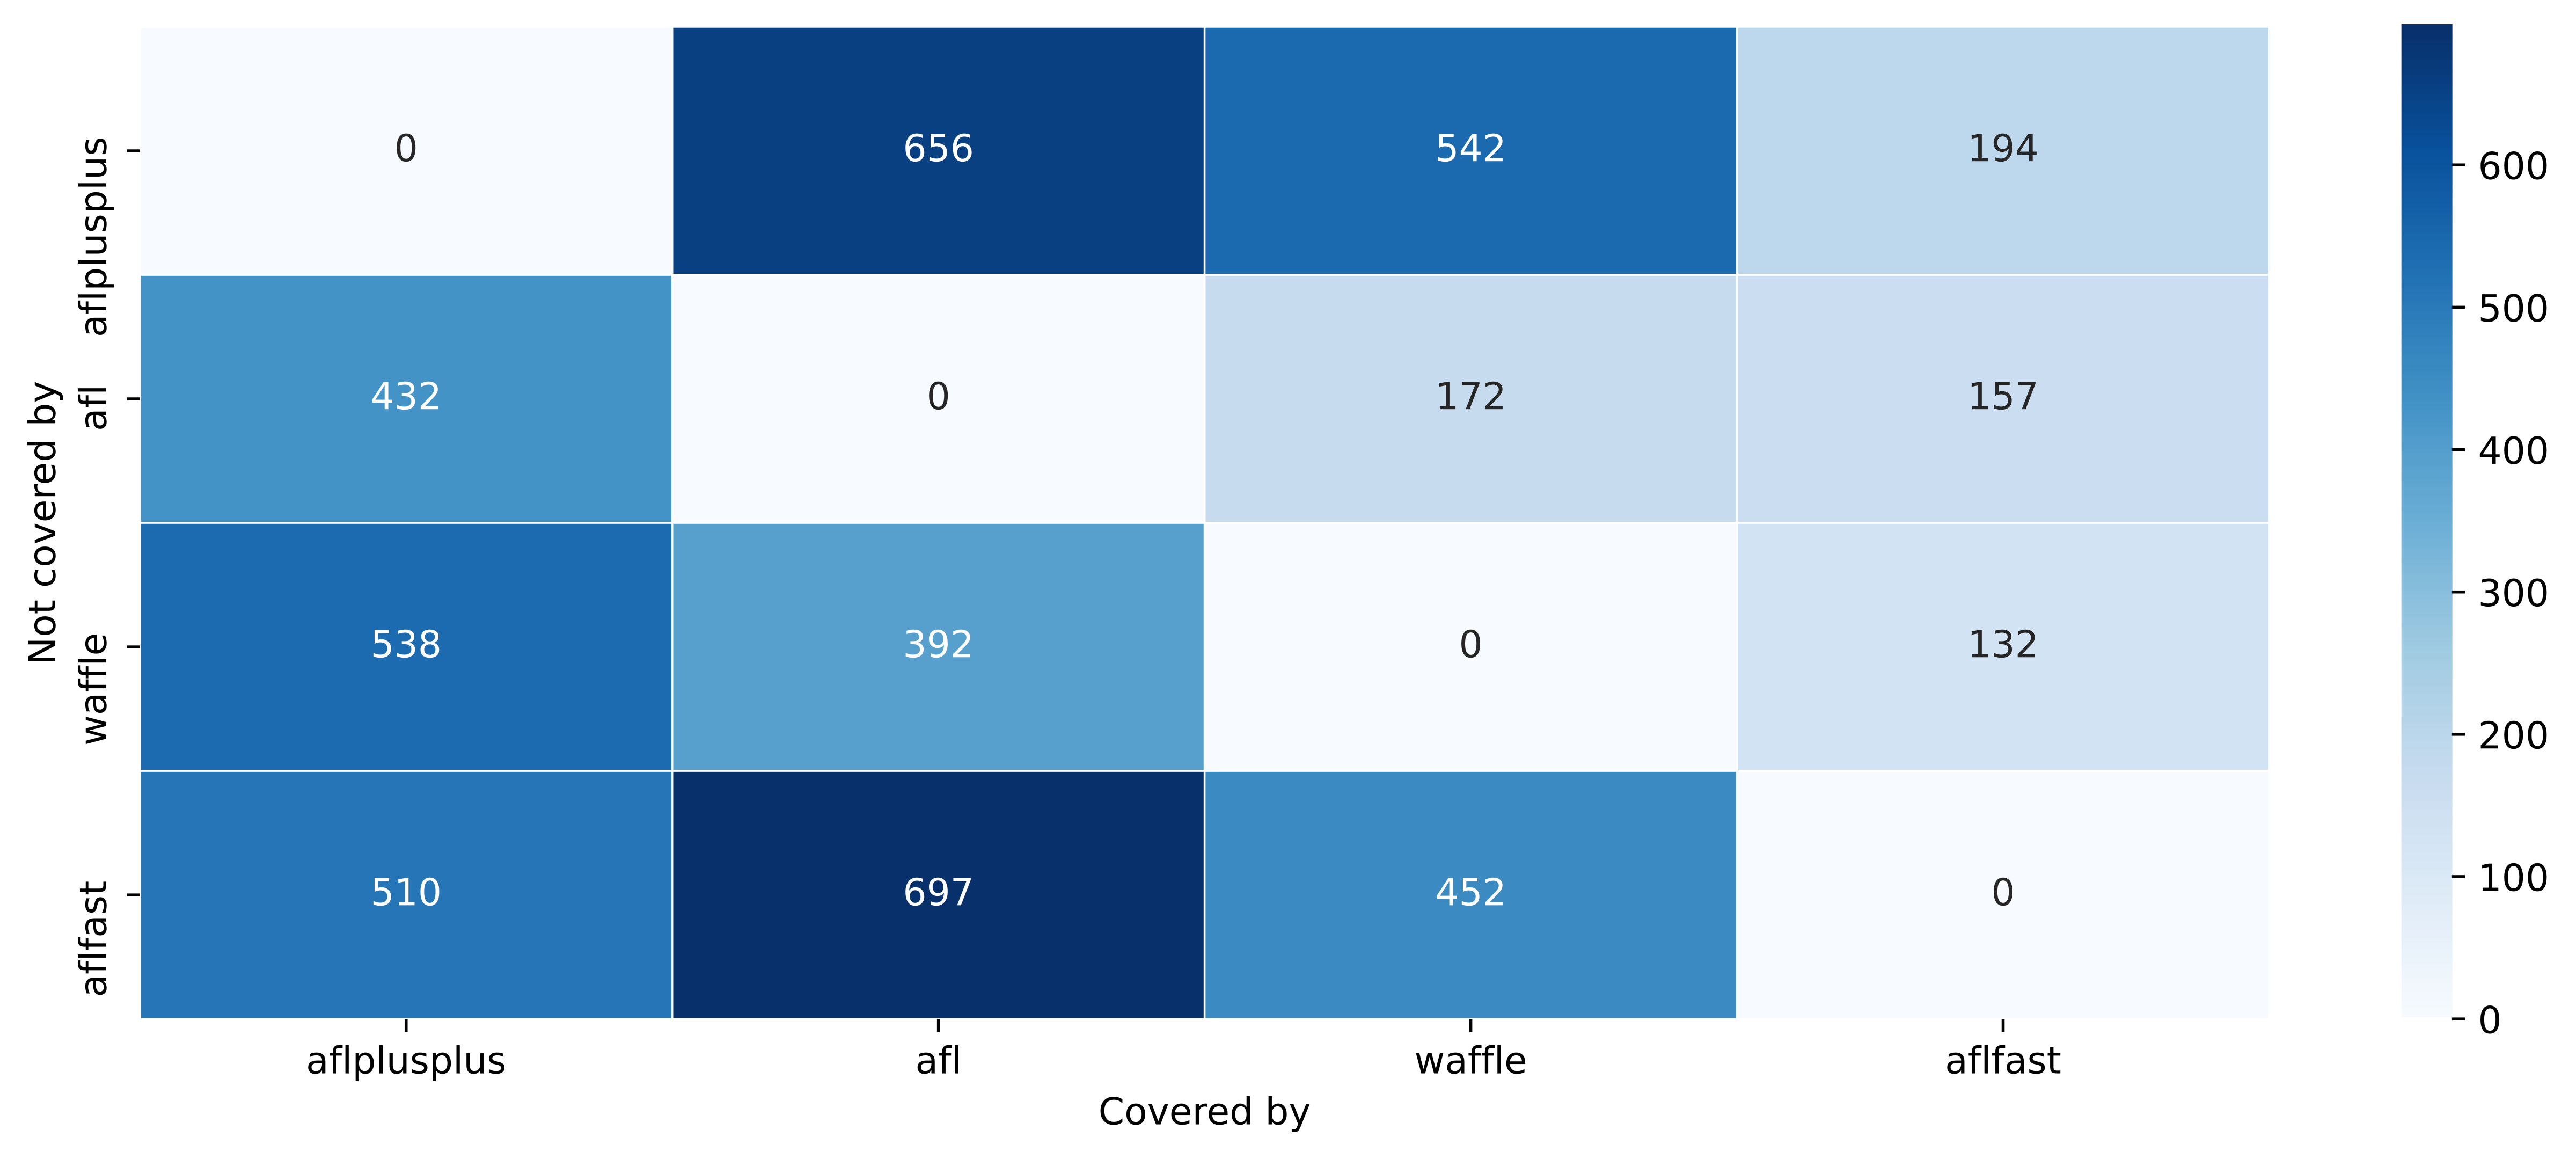 Not covered by
aflplusplus
0 656 542 194
afl
432 0 172 157
waffle
538 392 0 132
aflfast
510 697 452 0
aflplusplus afl waffle aflfast
Covered by
600
500
400
300
200
100
0